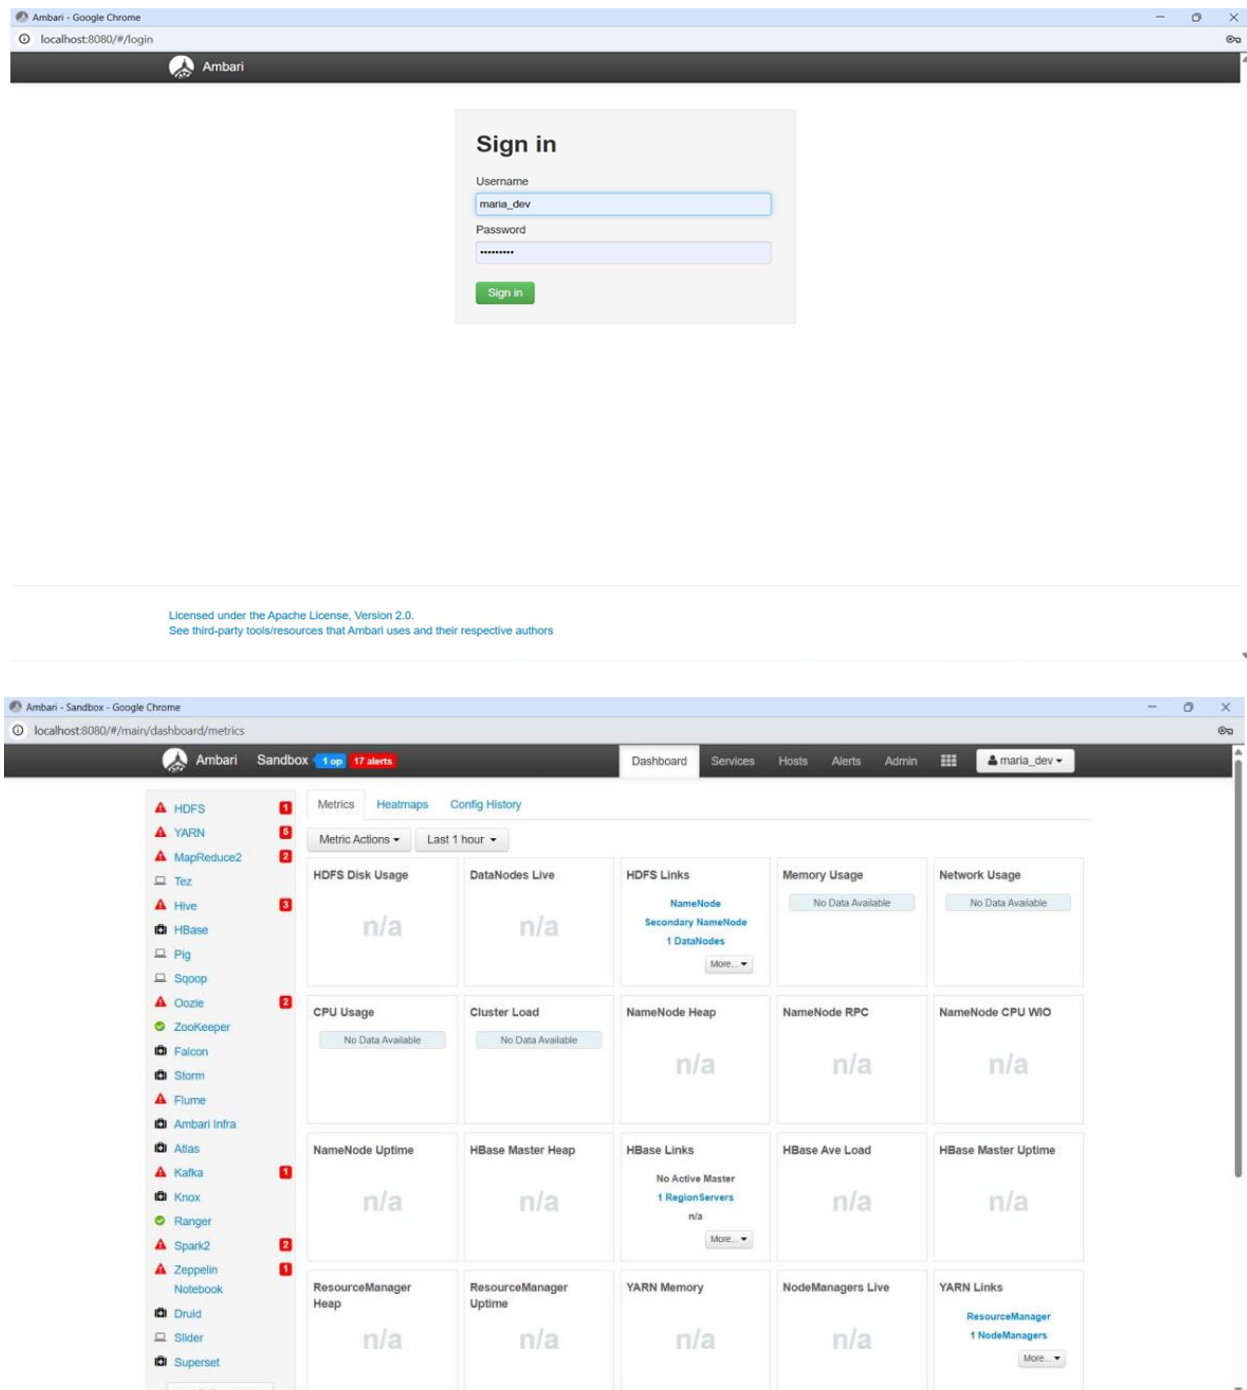 Ambari - Google Chrome
localhost:8080/#/login
Ambari
Sign in
Username
maria_dev
Password
•••••••••
Sign in
Licensed under the Apache License, Version 2.0.
See third-party tools/resources that Ambari uses and their respective authors
Ambari - Sandbox - Google Chrome
localhost:8080/#/main/dashboard/metrics
Ambari Sandbox 1 op 17 alerts Dashboard Services Hosts Alerts Admin maria_dev
HDFS 1
YARN 5
MapReduce2 2
Tez
Hive 3
HBase
Pig
Sqoop
Oozie 2
ZooKeeper
Falcon
Storm
Flume
Ambari Infra
Atlas
Kafka 1
Knox
Ranger
Spark2 2
Zeppelin 1
Notebook
Druid
Slider
Superset
Metrics Heatmaps Config History
Metric Actions Last 1 hour
HDFS Disk Usage
n/a
DataNodes Live
n/a
HDFS Links
NameNode
Secondary NameNode
1 DataNodes
More...
Memory Usage
No Data Available
Network Usage
No Data Available
CPU Usage
No Data Available
Cluster Load
No Data Available
NameNode Heap
n/a
NameNode RPC
n/a
NameNode CPU WIO
n/a
NameNode Uptime
n/a
HBase Master Heap
n/a
HBase Links
No Active Master
1 RegionServers
n/a
More...
HBase Ave Load
n/a
HBase Master Uptime
n/a
ResourceManager
Heap
n/a
ResourceManager
Uptime
n/a
YARN Memory
n/a
NodeManagers Live
n/a
YARN Links
ResourceManager
1 NodeManagers
More...